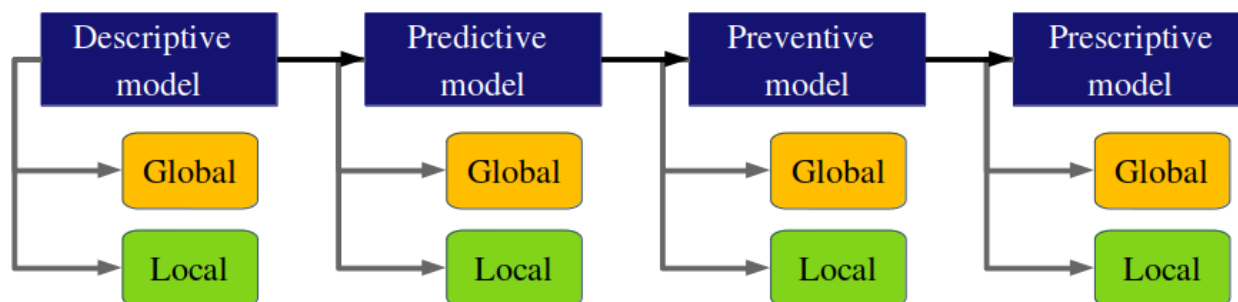 Descriptive
model
Predictive
model
Preventive
model
Prescriptive
model
Global
Global
Global
Global
Local
Local
Local
Local